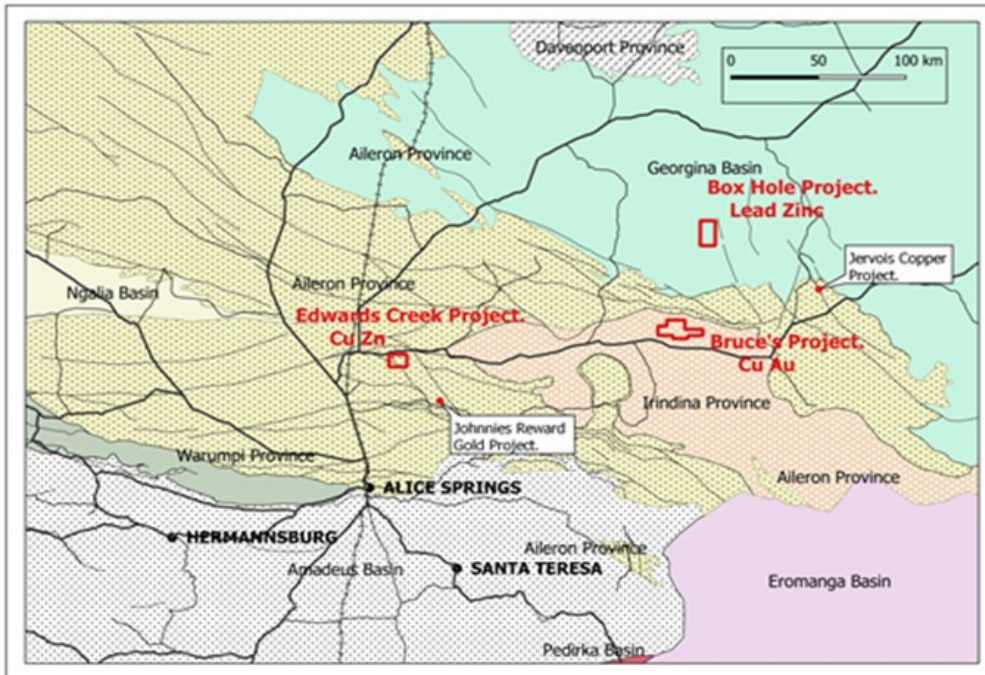 Davenport Province
0 50 100 km
Aileron Province
Georgina Basin
Box Hole Project.
Lead Zinc
Jervois Copper
Project.
Ngalia Basin
Aileron Province
Edwards Creek Project.
Cu Zn
Bruce's Project.
Cu Au
Irindina Province
Johnnies Reward
Gold Project.
Warumpi Province
Aileron Province
ALICE SPRINGS
HERMANNSBURG
Aileron Province
Amadeus Basin
SANTA TERESA
Eromanga Basin
Pedirka Basin